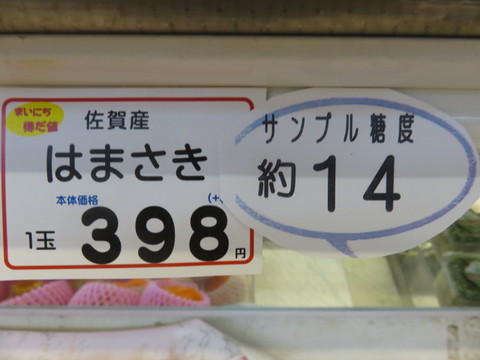 まいにち
得だ値
佐賀産
はまさき
本体価格
(+
1玉
398円
サンプル糖度
約14